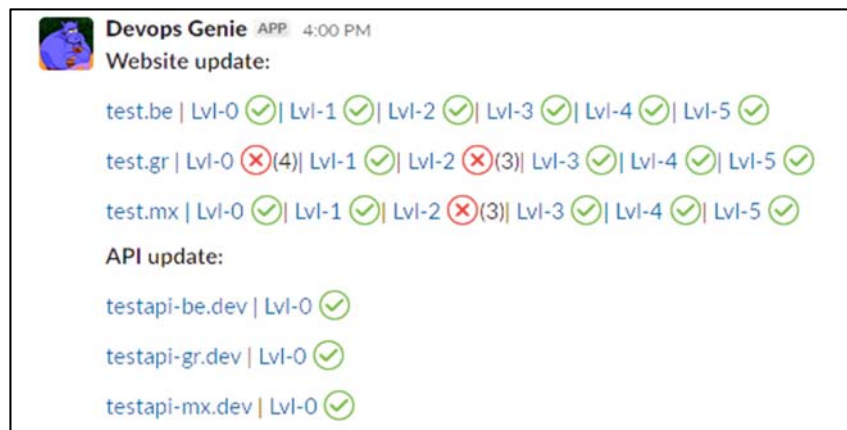 Devops Genie APP 4:00 PM
Website update:
test.be | Lvl-0 | Lvl-1 | Lvl-2 | Lvl-3 | Lvl-4 | Lvl-5
test.gr | Lvl-0 (4)| Lvl-1 | Lvl-2 (3)| Lvl-3 | Lvl-4 | Lvl-5
test.mx | Lvl-0 | Lvl-1 | Lvl-2 (3)| Lvl-3 | Lvl-4 | Lvl-5
API update:
testapi-be.dev | Lvl-0
testapi-gr.dev | Lvl-0
testapi-mx.dev | Lvl-0